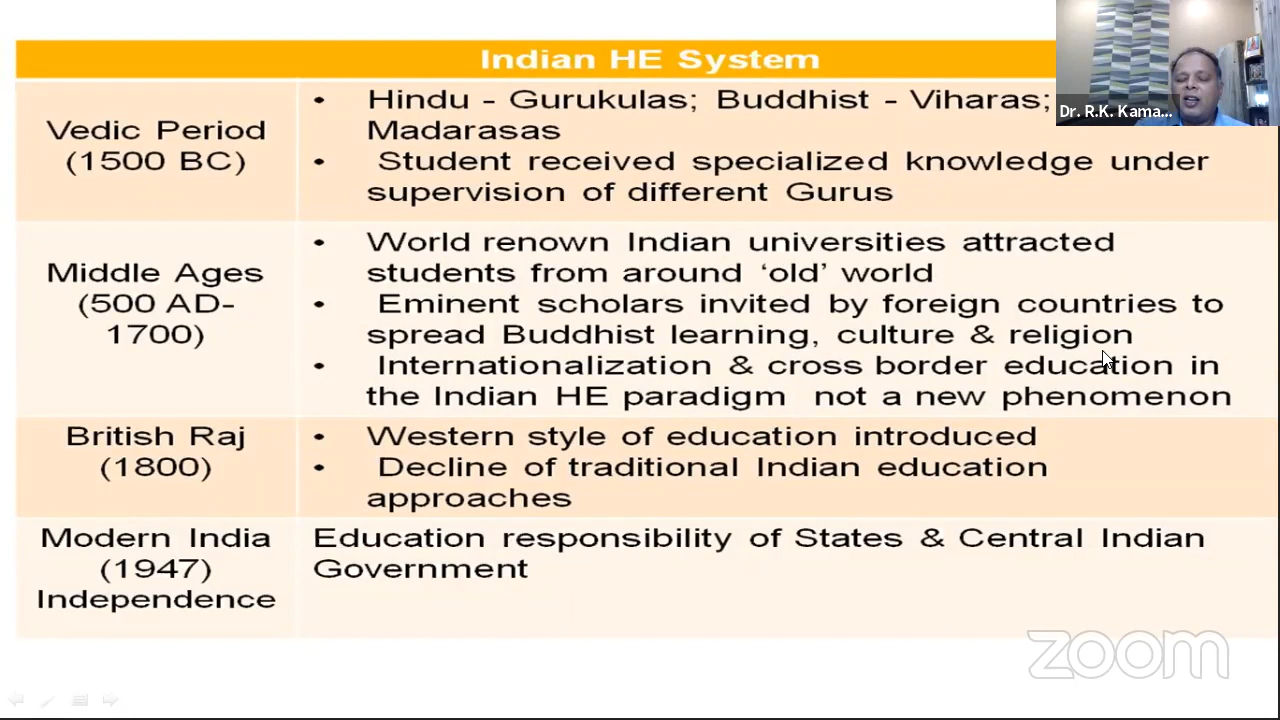 Indian HE System
Vedic Period
(1500 BC)
• Hindu - Gurukulas; Buddhist - Viharas;
Madarasas
• Student received specialized knowledge under
supervision of different Gurus
Middle Ages
(500 AD-
1700)
• World renown Indian universities attracted
students from around ‘old’ world
• Eminent scholars invited by foreign countries to
spread Buddhist learning, culture & religion
• Internationalization & cross border education in
the Indian HE paradigm not a new phenomenon
British Raj
(1800)
• Western style of education introduced
• Decline of traditional Indian education
approaches
Modern India
(1947)
Independence
Education responsibility of States & Central Indian
Government
Dr. R.K. Kama...
zoom